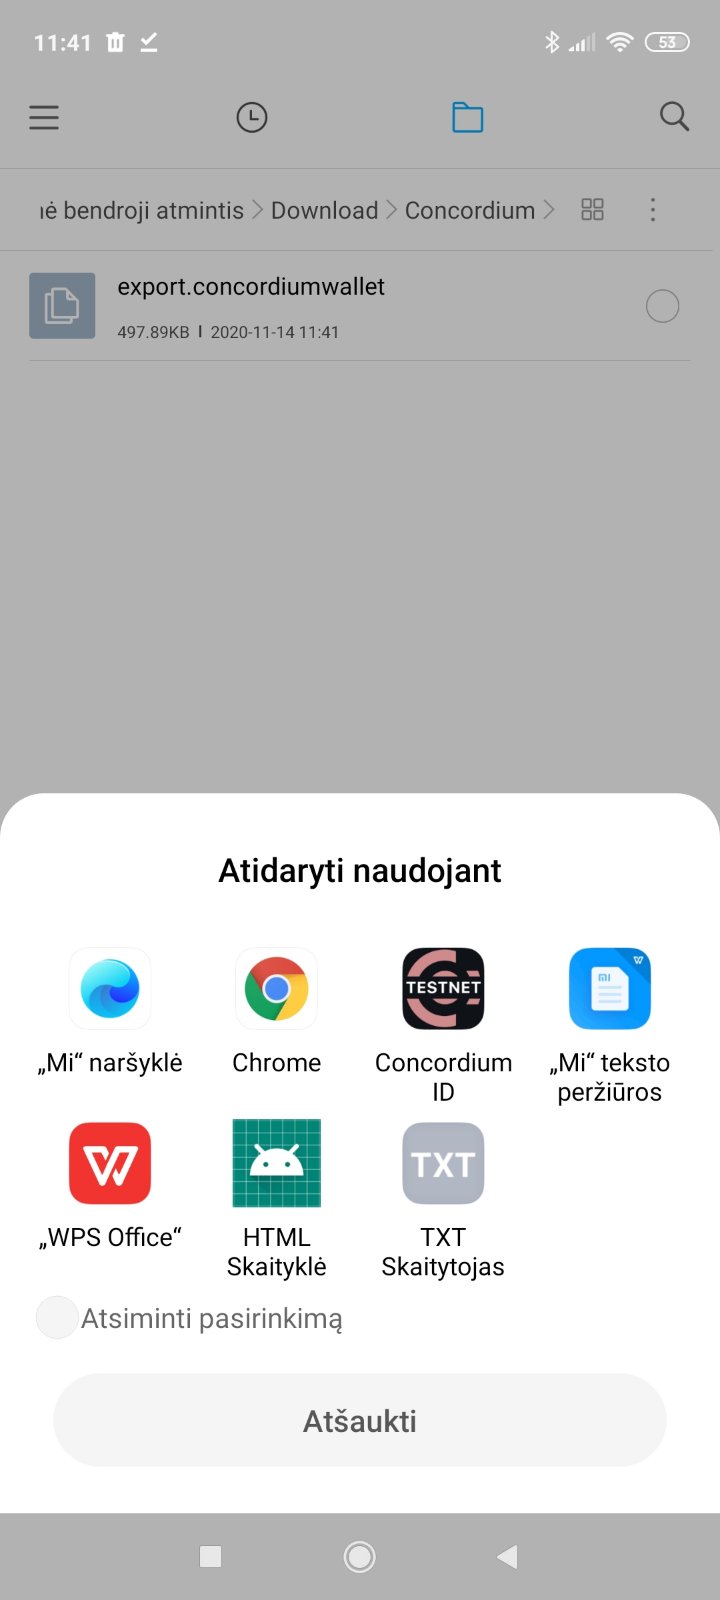 11:41
53
ė bendroji atmintis > Download > Concordium >
export.concordiumwallet
497.89KB | 2020-11-14 11:41
Atidaryti naudojant
TESTNET
„Mi“ naršyklė
Chrome
Concordium
ID
„Mi“ teksto
peržiūros
TXT
„WPS Office“
HTML
Skaityklė
TXT
Skaitytojas
Atsiminti pasirinkimą
Atšaukti